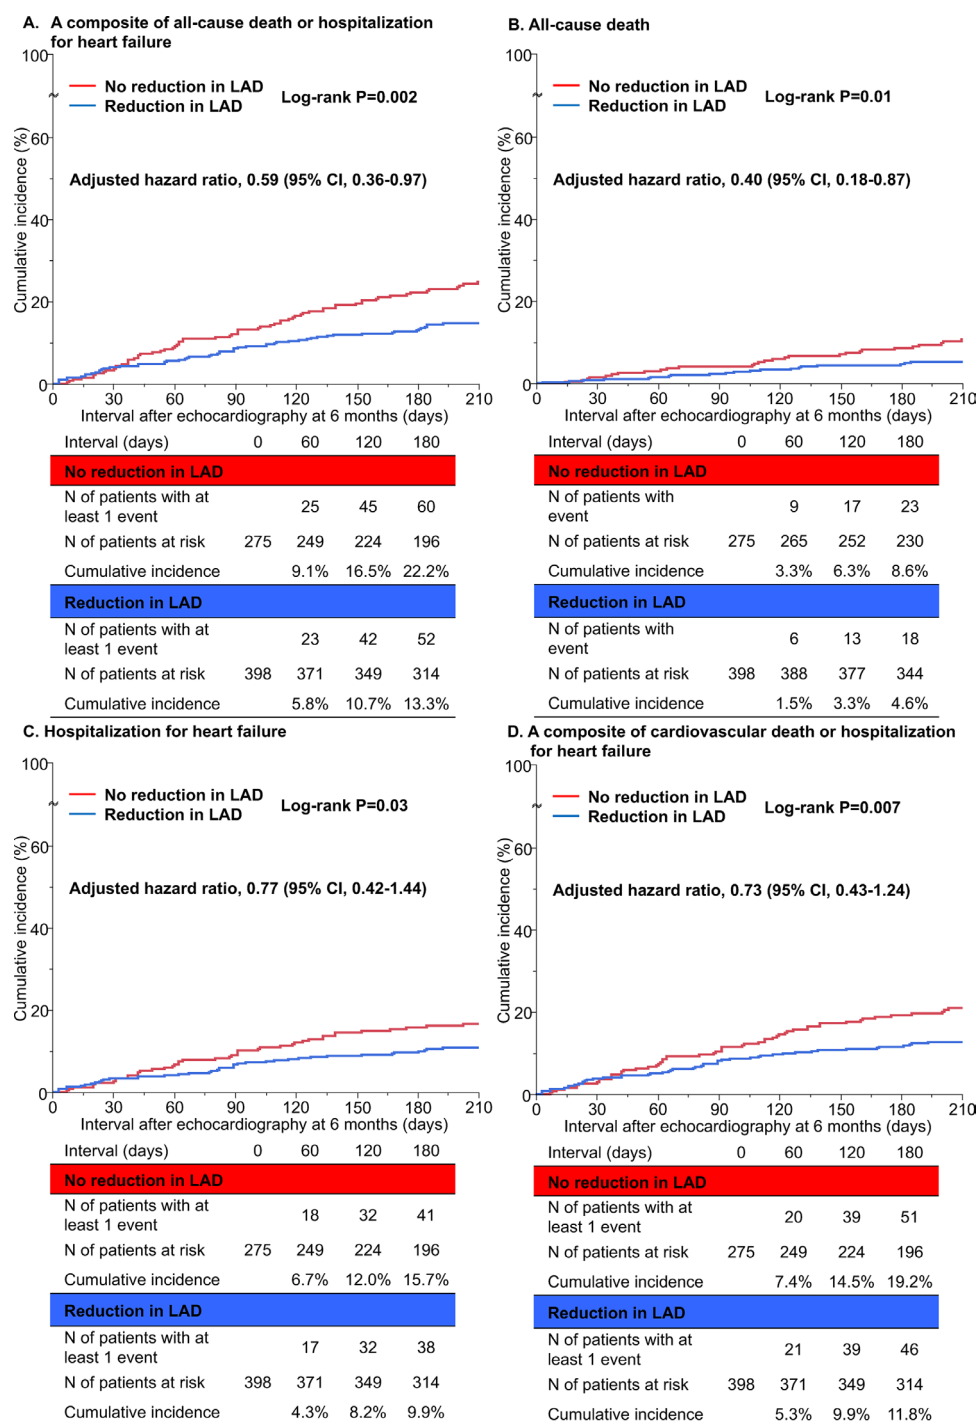 A. A composite of all-cause death or hospitalization
for heart failure
100
60
40
20
0
Cumulative incidence (%)
No reduction in LAD
Reduction in LAD
Log-rank P=0.002
Adjusted hazard ratio, 0.59 (95% CI, 0.36-0.97)
0 30 60 90 120 150 180 210
Interval after echocardiography at 6 months (days)
Interval (days) 0 60 120 180
No reduction in LAD
N of patients with at
least 1 event 25 45 60
N of patients at risk 275 249 224 196
Cumulative incidence 9.1% 16.5% 22.2%
Reduction in LAD
N of patients with at
least 1 event 23 42 52
N of patients at risk 398 371 349 314
Cumulative incidence 5.8% 10.7% 13.3%
B. All-cause death
100
60
40
20
0
Cumulative incidence (%)
No reduction in LAD
Reduction in LAD
Log-rank P=0.01
Adjusted hazard ratio, 0.40 (95% CI, 0.18-0.87)
0 30 60 90 120 150 180 210
Interval after echocardiography at 6 months (days)
Interval (days) 0 60 120 180
No reduction in LAD
N of patients with
event 9 17 23
N of patients at risk 275 265 252 230
Cumulative incidence 3.3% 6.3% 8.6%
Reduction in LAD
N of patients with
event 6 13 18
N of patients at risk 398 388 377 344
Cumulative incidence 1.5% 3.3% 4.6%
C. Hospitalization for heart failure
100
60
40
20
0
Cumulative incidence (%)
No reduction in LAD
Reduction in LAD
Log-rank P=0.03
Adjusted hazard ratio, 0.77 (95% CI, 0.42-1.44)
0 30 60 90 120 150 180 210
Interval after echocardiography at 6 months (days)
Interval (days) 0 60 120 180
No reduction in LAD
N of patients with at
least 1 event 18 32 41
N of patients at risk 275 249 224 196
Cumulative incidence 6.7% 12.0% 15.7%
Reduction in LAD
N of patients with at
least 1 event 17 32 38
N of patients at risk 398 371 349 314
Cumulative incidence 4.3% 8.2% 9.9%
D. A composite of cardiovascular death or hospitalization
for heart failure
100
60
40
20
0
Cumulative incidence (%)
No reduction in LAD
Reduction in LAD
Log-rank P=0.007
Adjusted hazard ratio, 0.73 (95% CI, 0.43-1.24)
0 30 60 90 120 150 180 210
Interval after echocardiography at 6 months (days)
Interval (days) 0 60 120 180
No reduction in LAD
N of patients with at
least 1 event 20 39 51
N of patients at risk 275 249 224 196
Cumulative incidence 7.4% 14.5% 19.2%
Reduction in LAD
N of patients with at
least 1 event 21 39 46
N of patients at risk 398 371 349 314
Cumulative incidence 5.3% 9.9% 11.8%